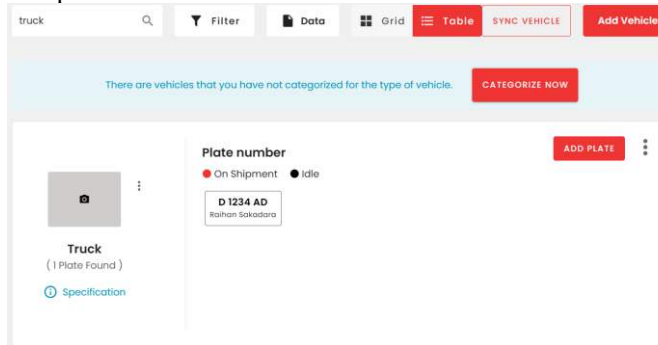 truck
Filter
Data
Grid
Table
SYNC VEHICLE
Add Vehicle
There are vehicles that you have not categorized for the type of vehicle.
CATEGORIZE NOW
Plate number
ADD PLATE
On Shipment
Idle
D 1234 AD
Raihan Sakadara
Truck
( 1 Plate Found )
Specification